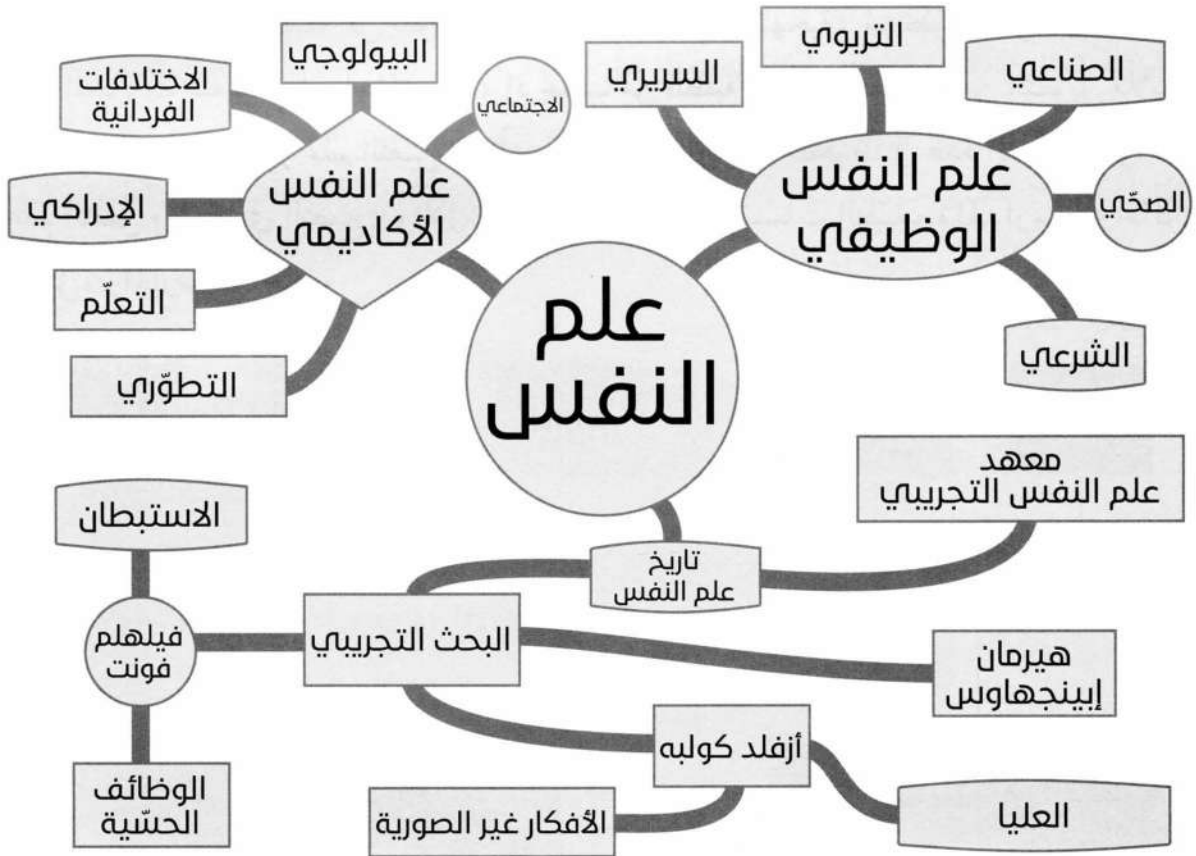 علم
النفس
علم النفس
الوظيفي
الصناعي
التربوي
السريري
الصحّي
الشرعي
علم النفس
الأكاديمي
الاجتماعي
البيولوجي
الاختلافات
الفردانية
الإدراكي
التعلّم
التطوّري
تاريخ
علم النفس
معهد
علم النفس التجريبي
البحث التجريبي
هيرمان
إبينجهاوس
فيلهلم
فونت
الاستبطان
الوظائف
الحسّية
أزفلد كولبه
العليا
الأفكار غير الصورية